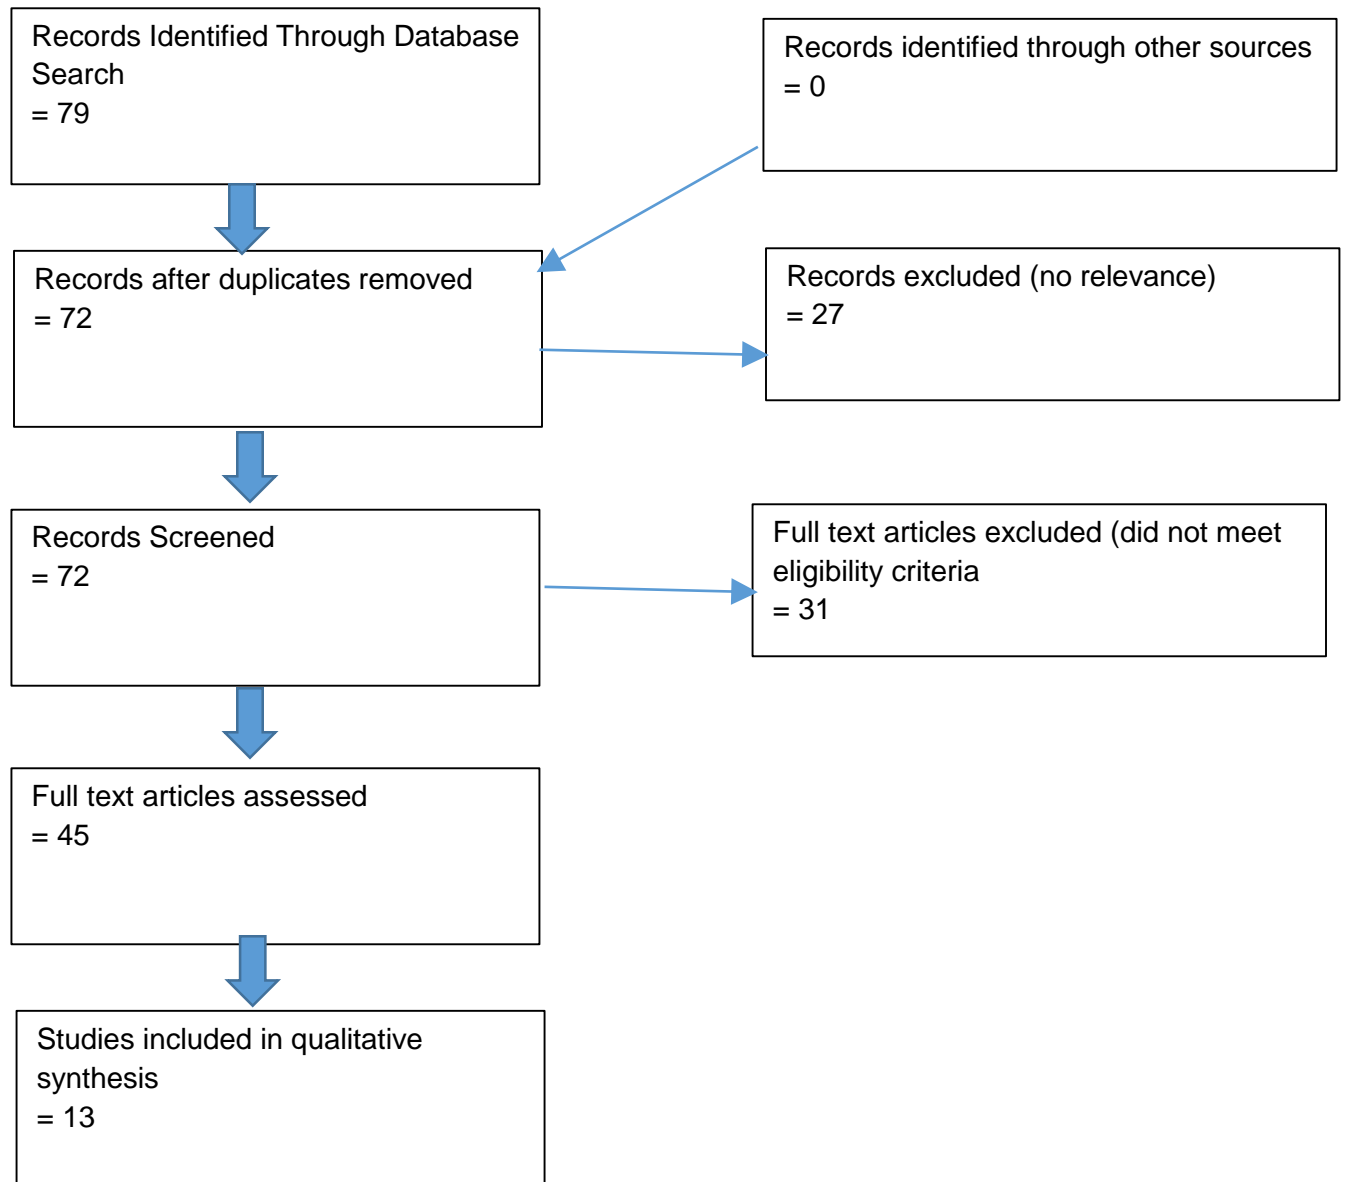 Records Identified Through Database
Search
= 79
Records identified through other sources
= 0
Records after duplicates removed
= 72
Records excluded (no relevance)
= 27
Records Screened
= 72
Full text articles excluded (did not meet
eligibility criteria
= 31
Full text articles assessed
= 45
Studies included in qualitative
synthesis
= 13